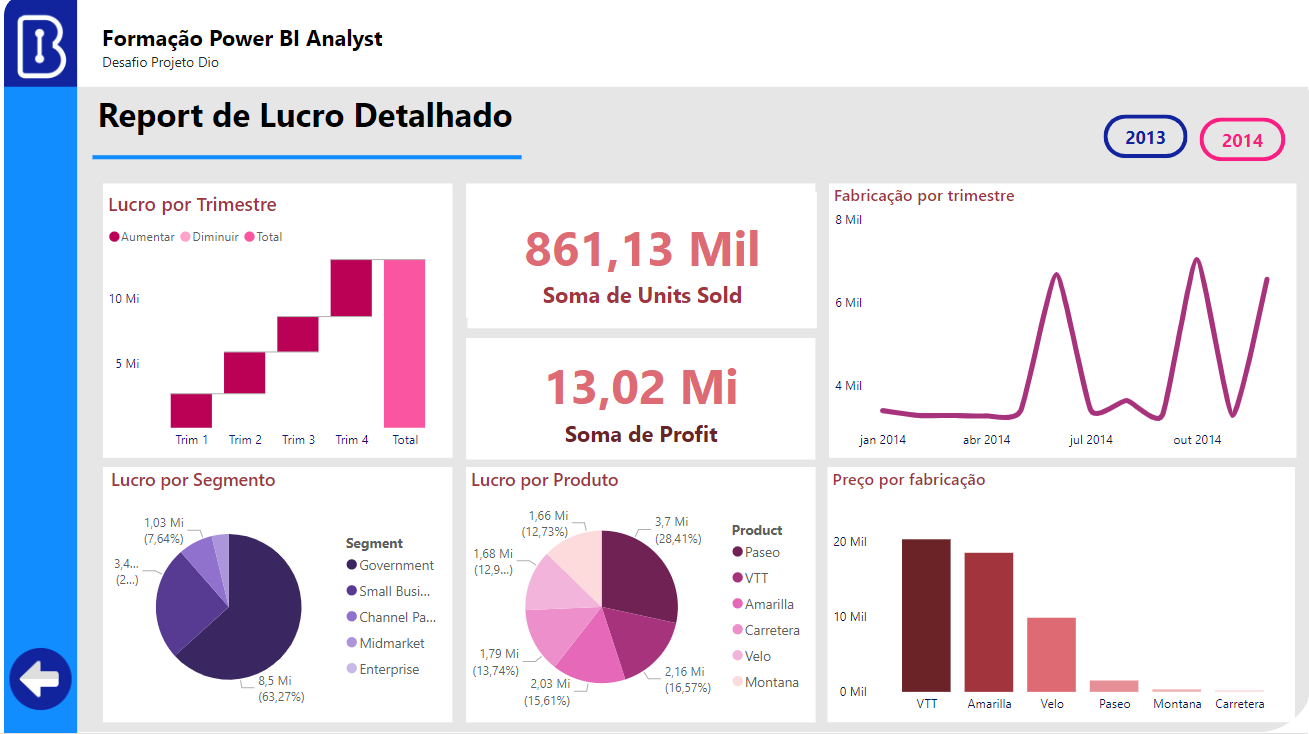 Formação Power BI Analyst
Desafio Projeto Dio
Report de Lucro Detalhado
2013
2014
Lucro por Trimestre
Aumentar Diminuir Total
10 Mi
5 Mi
Trim 1 Trim 2 Trim 3 Trim 4 Total
861,13 Mil
Soma de Units Sold
13,02 Mi
Soma de Profit
Fabricação por trimestre
8 Mil
6 Mil
4 Mil
jan 2014 abr 2014 jul 2014 out 2014
Lucro por Segmento
1,03 Mi
(7,64%)
3,4...
(2...)
8,5 Mi
(63,27%)
Segment
Government
Small Busi...
Channel Pa...
Midmarket
Enterprise
Lucro por Produto
1,66 Mi
(12,73%)
3,7 Mi
(28,41%)
1,68 Mi
(12,9...)
1,79 Mi
(13,74%)
2,03 Mi
(15,61%)
2,16 Mi
(16,57%)
Product
Paseo
VTT
Amarilla
Carretera
Velo
Montana
Preço por fabricação
20 Mil
10 Mil
0 Mil
VTT Amarilla Velo Paseo Montana Carretera